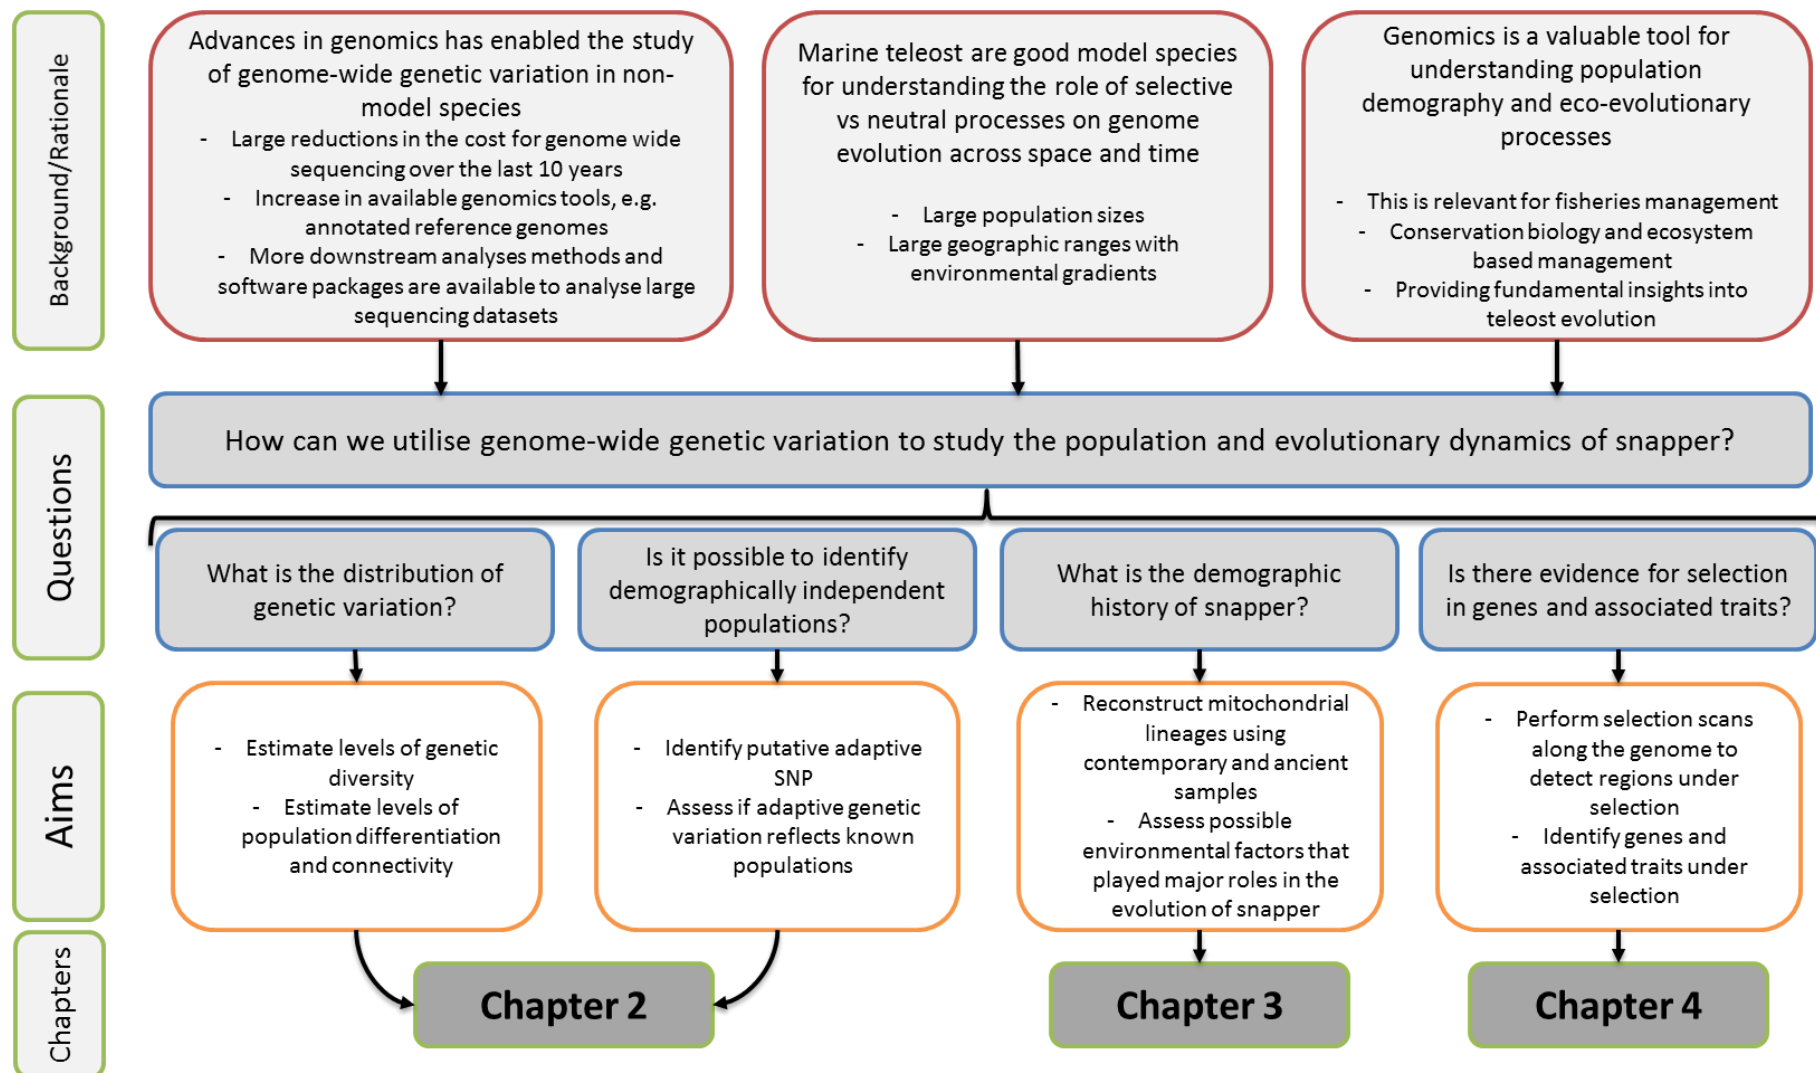 Background/Rationale
Advances in genomics has enabled the study
of genome-wide genetic variation in non-
model species
- Large reductions in the cost for genome wide
sequencing over the last 10 years
- Increase in available genomics tools, e.g.
annotated reference genomes
- More downstream analyses methods and
software packages are available to analyse large
sequencing datasets
Marine teleost are good model species
for understanding the role of selective
vs neutral processes on genome
evolution across space and time
- Large population sizes
- Large geographic ranges with
environmental gradients
Genomics is a valuable tool for
understanding population
demography and eco-evolutionary
processes
- This is relevant for fisheries management
- Conservation biology and ecosystem
based management
- Providing fundamental insights into
teleost evolution
Questions
How can we utilise genome-wide genetic variation to study the population and evolutionary dynamics of snapper?
What is the distribution of
genetic variation?
Is it possible to identify
demographically independent
populations?
What is the demographic
history of snapper?
Is there evidence for selection
in genes and associated traits?
Aims
- Estimate levels of genetic
diversity
- Estimate levels of
population differentiation
and connectivity
- Identify putative adaptive
SNP
- Assess if adaptive genetic
variation reflects known
populations
- Reconstruct mitochondrial
lineages using
contemporary and ancient
samples
- Assess possible
environmental factors that
played major roles in the
evolution of snapper
- Perform selection scans
along the genome to
detect regions under
selection
- Identify genes and
associated traits under
selection
Chapters
Chapter 2
Chapter 3
Chapter 4